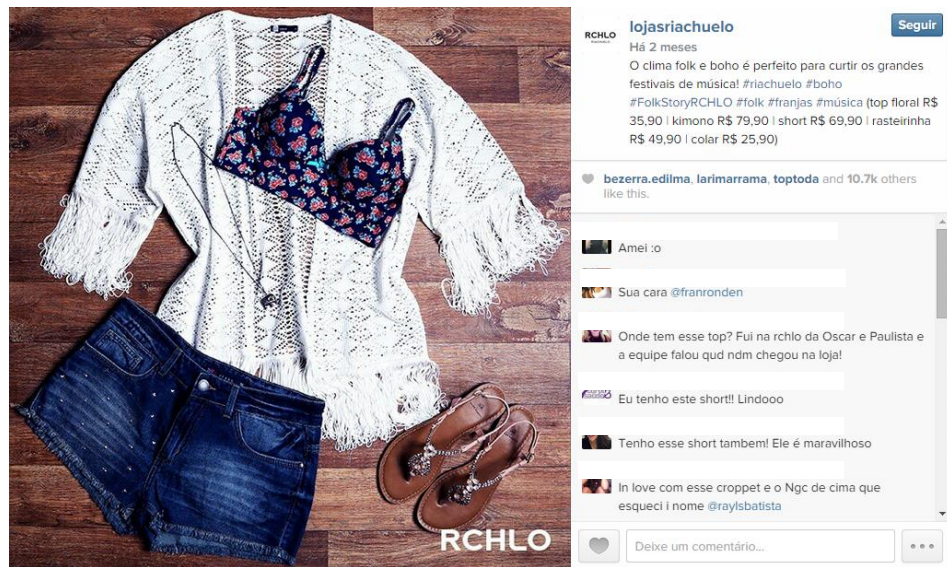 RCHLO
RCHLO
RIACHUELO
lojasriachuelo
Seguir
Há 2 meses
O clima folk e boho é perfeito para curtir os grandes
festivais de música! #riachuelo #boho
#FolkStoryRCHLO #folk #franjas #música (top floral R$
35,90 | kimono R$ 79,90 | short R$ 69,90 | rasteirinha
R$ 49,90 | colar R$ 25,90)
bezerra.edilma, larimarrama, toptoda and 10.7k others
like this.
Amei :o
Sua cara @franronden
Onde tem esse top? Fui na rchlo da Oscar e Paulista e
a equipe falou qud ndm chegou na loja!
Eu tenho este short!! Lindooo
Tenho esse short tambem! Ele é maravilhoso
In love com esse croppet e o Ngc de cima que
esqueci i nome @raylsbatista
Deixe um comentário...